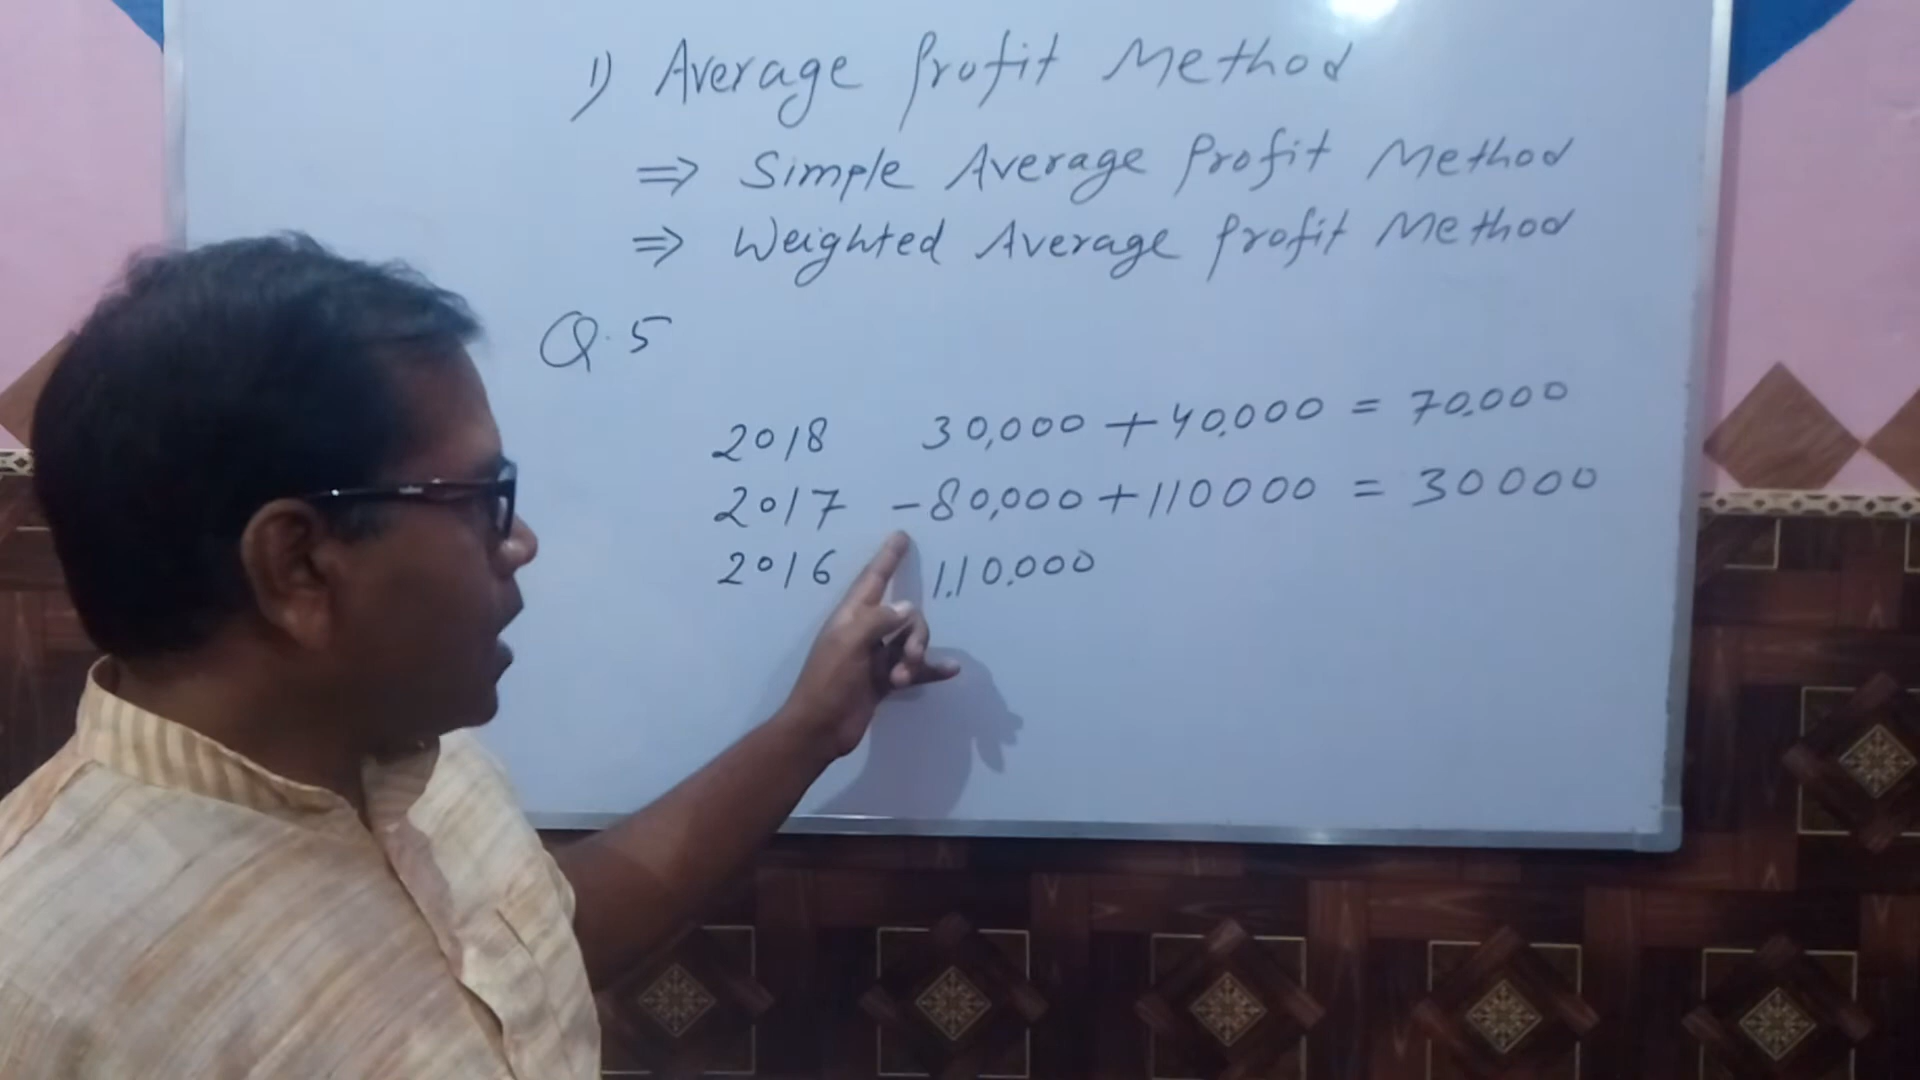 1) Average Profit Method
⇒ Simple Average Profit Method
⇒ Weighted Average Profit Method
Q.5
2018 30,000 + 40,000 = 70,000
2017 -80,000 + 110000 = 30000
2016 1,10,000